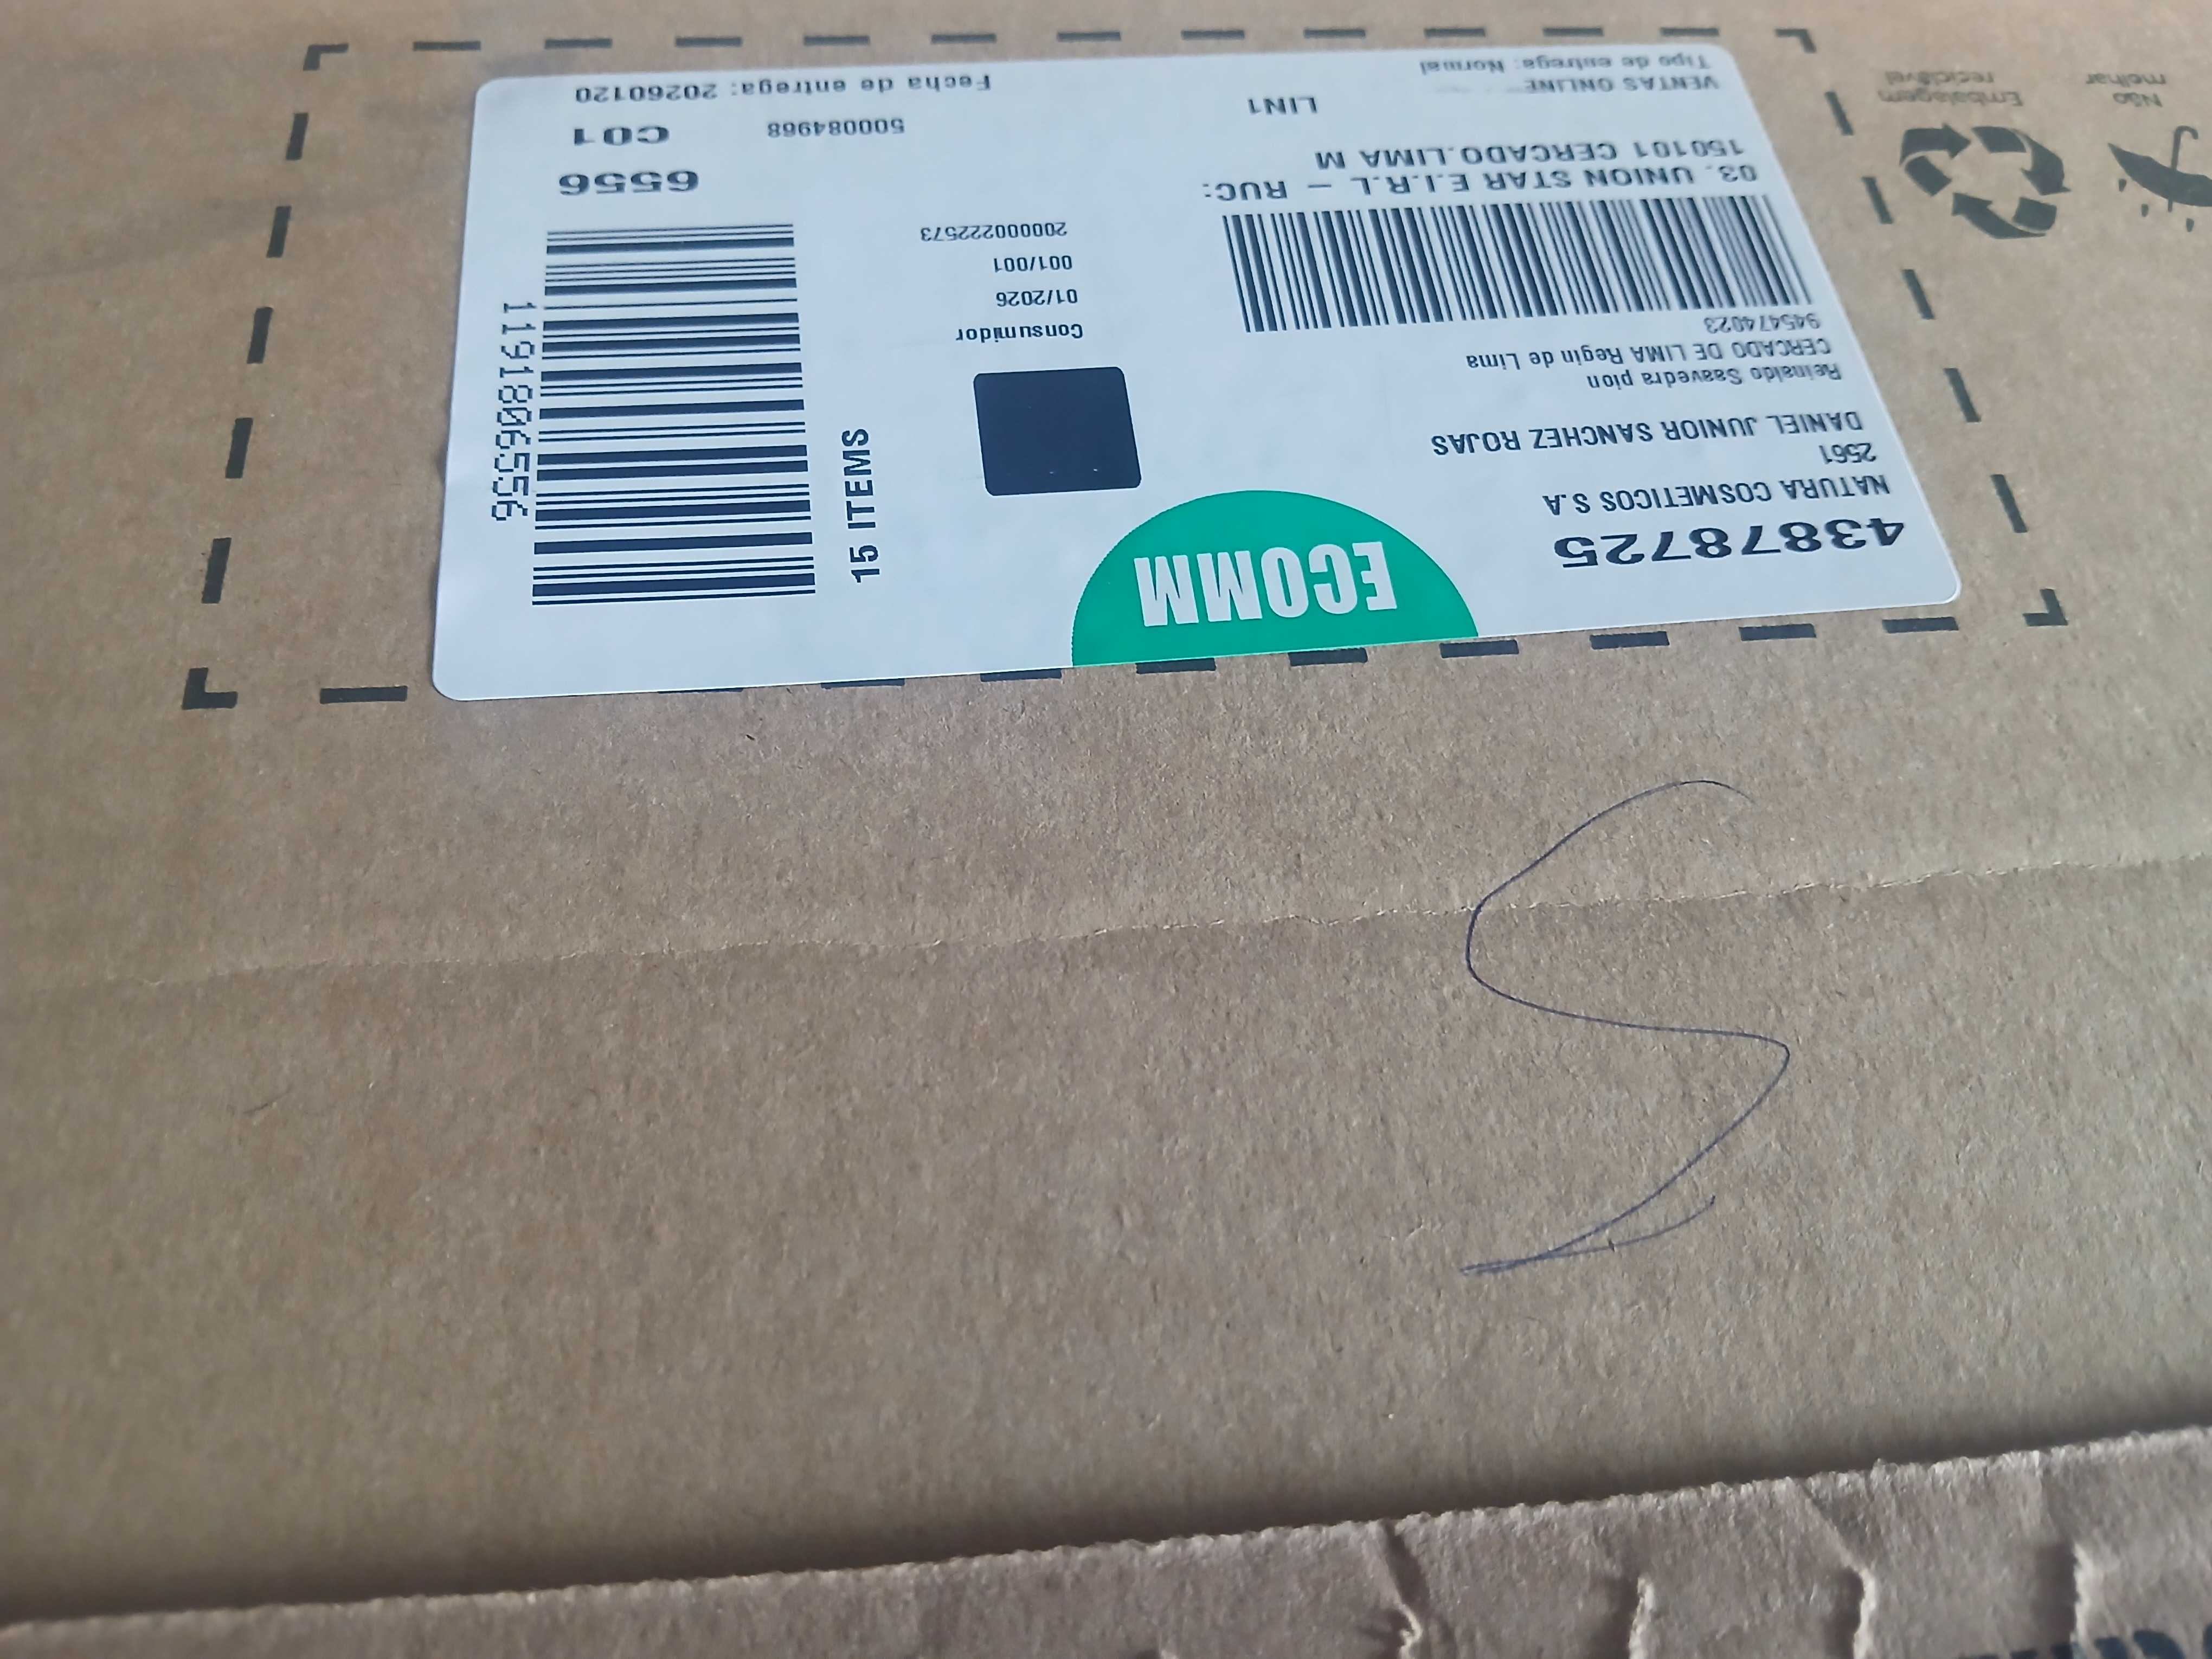 43878725
NATURA COSMETICOS S.A
2561
DANIEL JUNIOR SANCHEZ ROJAS
Reinaldo Saavedra pion
CERCADO DE LIMA Regin de Lima
945474023
03. UNION STAR E.I.R.L - RUC:
150101 CERCADO.LIMA M
VENTAS ONLINE
LIN1
Tipo de entrega: Normal
ECOMM
Consumidor
01/2026
001/001
2000000222573
15 ITEMS
1191806556
6556
500084968
C01
Fecha de entrega: 20260120
Não
molhar
Embalagem
reciclável